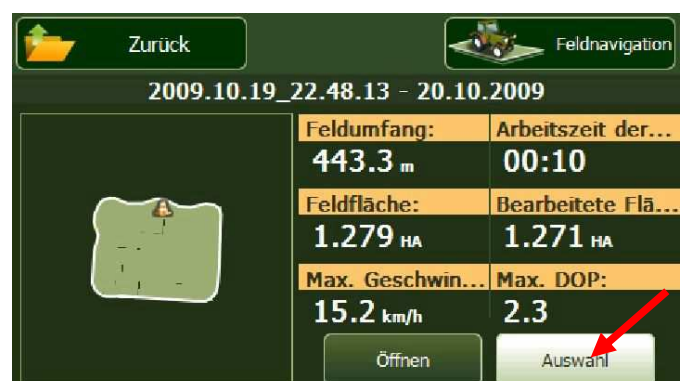 Zurück
Feldnavigation
2009.10.19_22.48.13 - 20.10.2009
Feldumfang:
Arbeitszeit der...
443.3 m
00:10
Feldfläche:
Bearbeitete Flä...
1.279 HA
1.271 HA
Max. Geschwin...
Max. DOP:
15.2 km/h
2.3
Öffnen
Auswahl